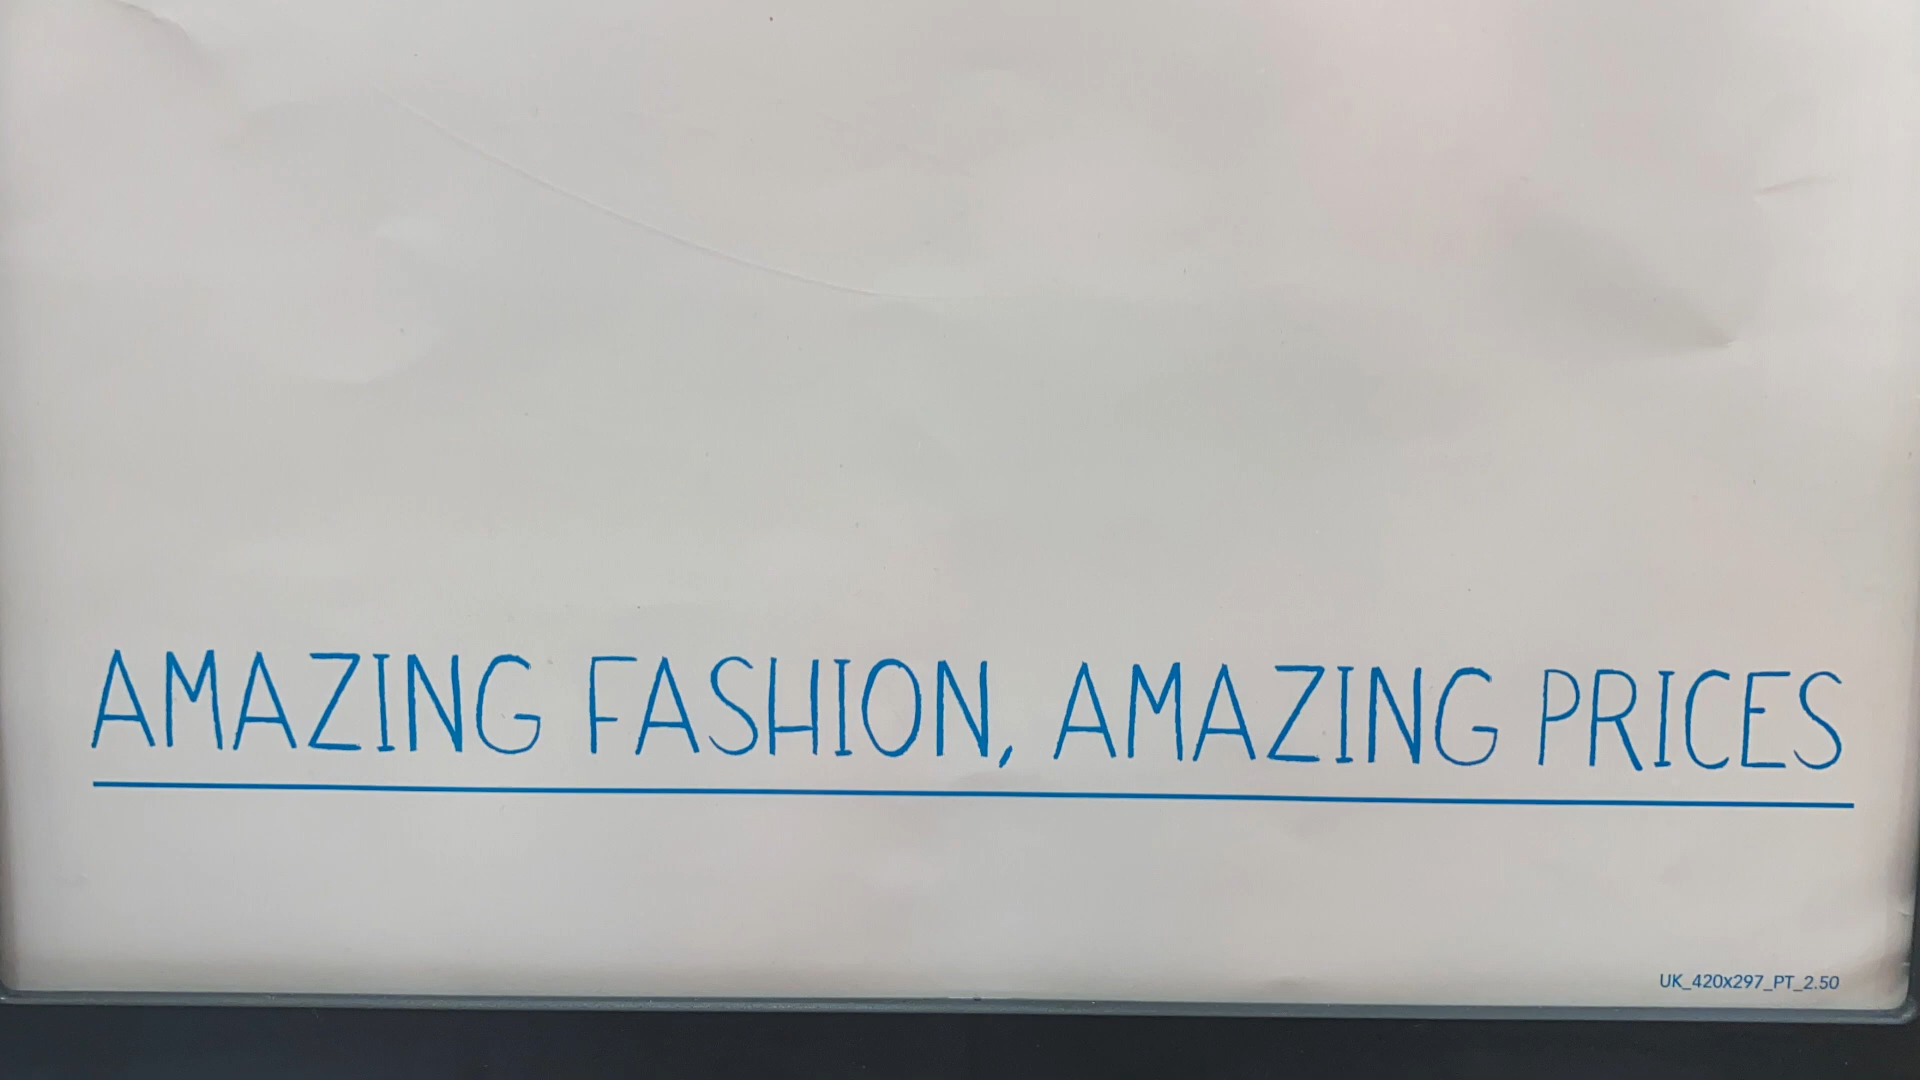 AMAZING FASHION, AMAZING PRICES
UK_420x297_PT_2.50